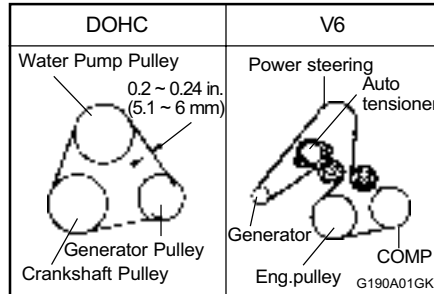 DOHC
Water Pump Pulley
0.2 ~ 0.24 in.
(5.1 ~ 6 mm)
Generator Pulley
Crankshaft Pulley
V6
Power steering
Auto
tensioner
Generator
COMP
Eng.pulley
G190A01GK